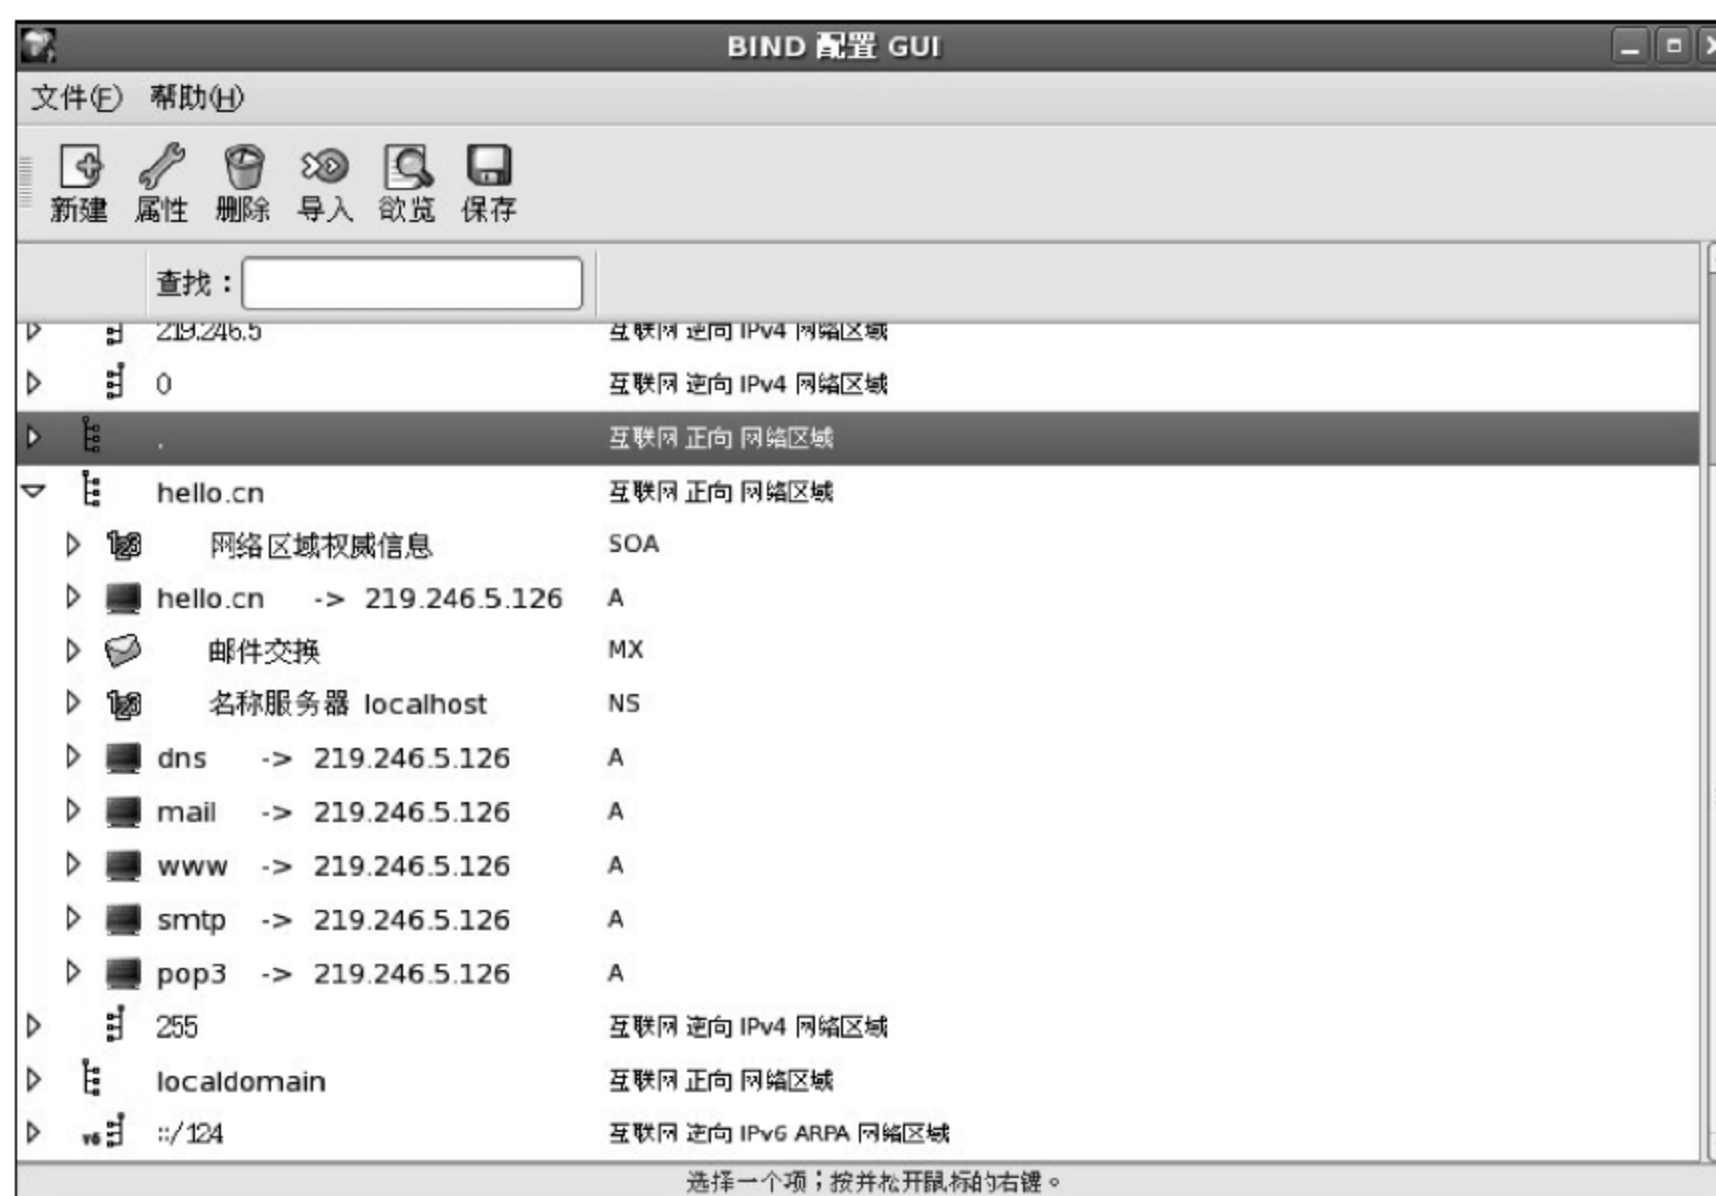 BIND 配置 GUI
文件(F) 帮助(H)
新建 属性 删除 导入 欲览 保存
查找：
219.246.5 互联网 逆向 IPv4 网络区域
0 互联网 逆向 IPv4 网络区域
. 互联网 正向 网络区域
hello.cn 互联网 正向 网络区域
网络区域权威信息 SOA
hello.cn -> 219.246.5.126 A
邮件交换 MX
名称服务器 localhost NS
dns -> 219.246.5.126 A
mail -> 219.246.5.126 A
www -> 219.246.5.126 A
smtp -> 219.246.5.126 A
pop3 -> 219.246.5.126 A
255 互联网 逆向 IPv4 网络区域
localdomain 互联网 正向 网络区域
v6 ::/124 互联网 逆向 IPv6 ARPA 网络区域
选择一个项；按并松开鼠标的右键。